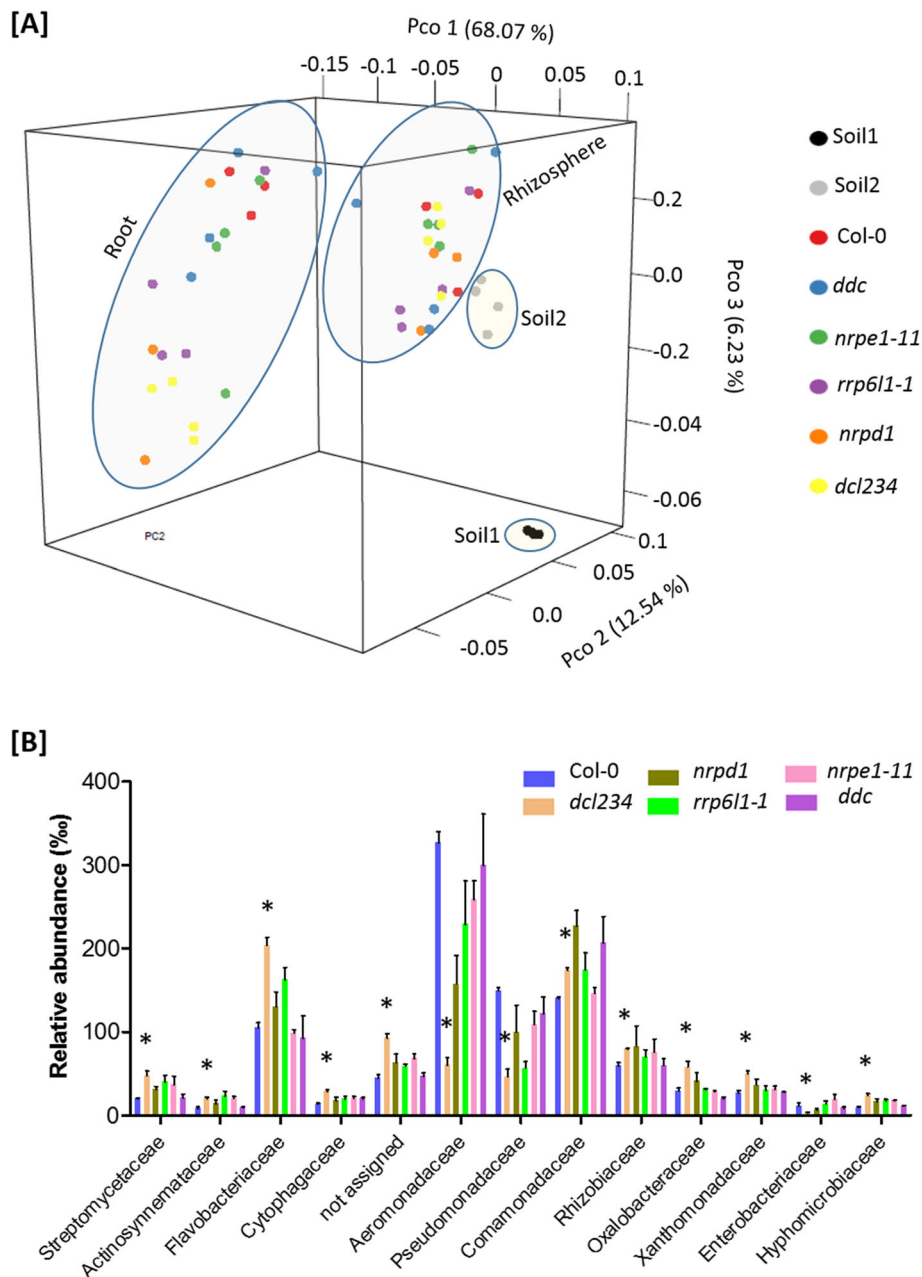 [A]
Pco 1 (68.07 %)
-0.15 -0.1 -0.05 0 0.05 0.1
Root
Rhizosphere
Soil2
Soil1
PC2
0.2
0.0
-0.2
-0.04
-0.06
Pco 3 (6.23 %)
0.1
0.05
0.0
-0.05
Pco 2 (12.54 %)
Soil1
Soil2
Col-0
ddc
nrpe1-11
rrp6l1-1
nrpd1
dcl234
[B]
Relative abundance (‰)
400
300
200
100
0
Col-0 nrpd1 nrpe1-11
dcl234 rrp6l1-1 ddc
* * * * * * * * * * * * *
Streptomycetaceae
Actinosynnemataceae
Flavobacteriaceae
Cytophagaceae
not assigned
Aeromonadaceae
Pseudomonadaceae
Comamonadaceae
Rhizobiaceae
Oxalobacteraceae
Xanthomonadaceae
Enterobacteriaceae
Hyphomicrobiaceae